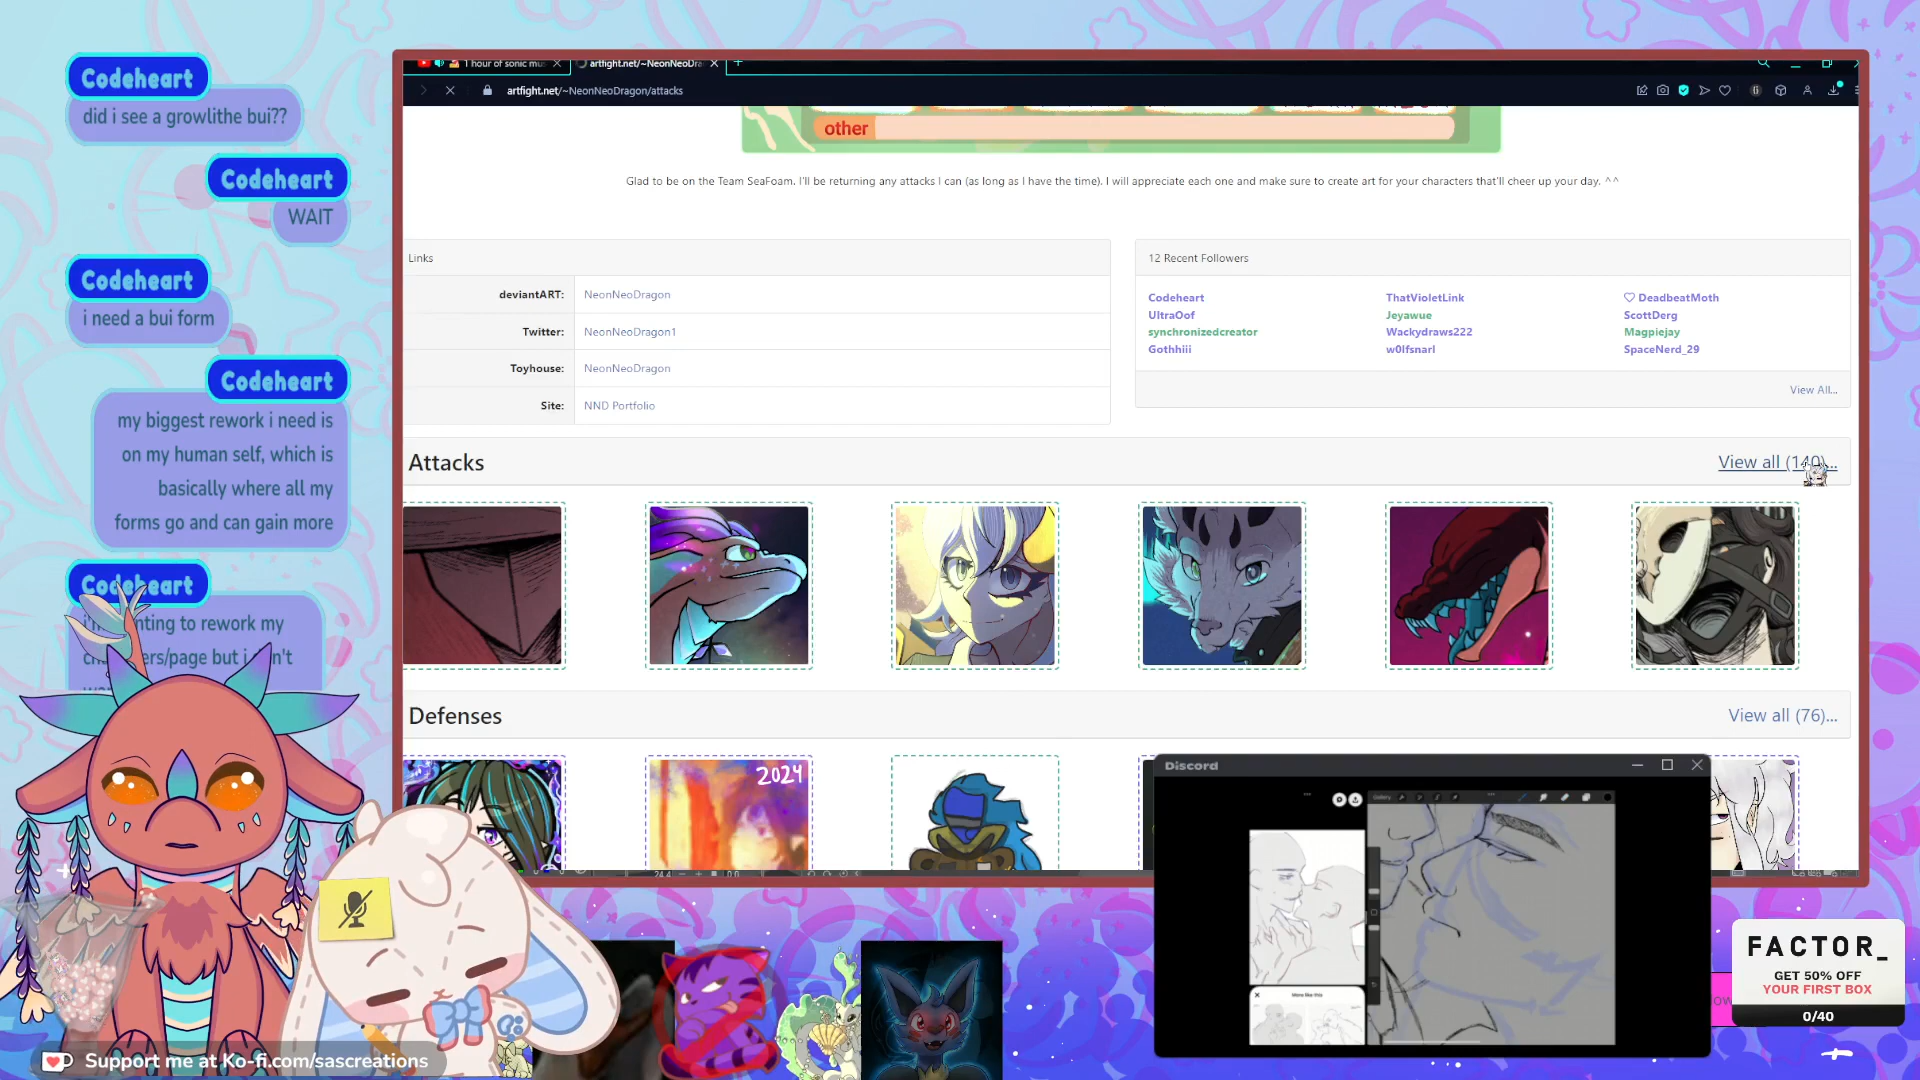 Codeheart
did i see a growlithe bui??
Codeheart
WAIT
Codeheart
i need a bui form
Codeheart
my biggest rework i need is
on my human self, which is
basically where all my
forms go and can gain more
Codeheart
to rework my
but i
1 hour of sonic mus
artfight.net/~NeonNeoDra
artfight.net/~NeonNeoDragon/attacks
other
Glad to be on the Team SeaFoam. I'll be returning any attacks I can (as long as I have the time). I will appreciate each one and make sure to create art for your characters that'll cheer up your day. ^^
Links
deviantART: NeonNeoDragon
Twitter: NeonNeoDragon1
Toyhouse: NeonNeoDragon
Site: NND Portfolio
12 Recent Followers
Codeheart ThatVioletLink DeadbeatMoth
UltraOof Jeyawue ScottDerg
synchronizedcreator Wackydraws222 Magpiejay
Gothhiii w0lfsnarl SpaceNerd_29
View All...
Attacks View all (140)...
Defenses View all (76)...
2024
Discord
Gallery
More like this
FACTOR_
GET 50% OFF
YOUR FIRST BOX
0/40
Support me at Ko-fi.com/sascreations